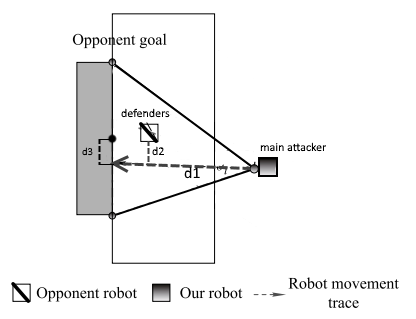 Opponent goal
defenders
main attacker
d3
d2
d1
Opponent robot
Our robot
Robot movement
trace